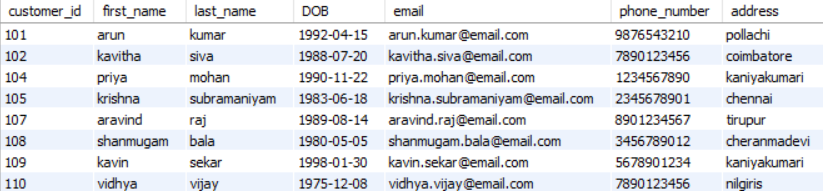 customer_id first_name last_name DOB email phone_number address
101 arun kumar 1992-04-15 arun.kumar@email.com 9876543210 pollachi
102 kavitha siva 1988-07-20 kavitha.siva@email.com 7890123456 coimbatore
104 priya mohan 1990-11-22 priya.mohan@email.com 1234567890 kaniyakumari
105 krishna subramaniyam 1983-06-18 krishna.subramaniyam@email.com 2345678901 chennai
107 aravind raj 1989-08-14 aravind.raj@email.com 8901234567 tirupur
108 shanmugam bala 1980-05-05 shanmugam.bala@email.com 3456789012 cheranmadevi
109 kavin sekar 1998-01-30 kavin.sekar@email.com 5678901234 kaniyakumari
110 vidhya vijay 1975-12-08 vidhya.vijay@email.com 7890123456 nilgiris